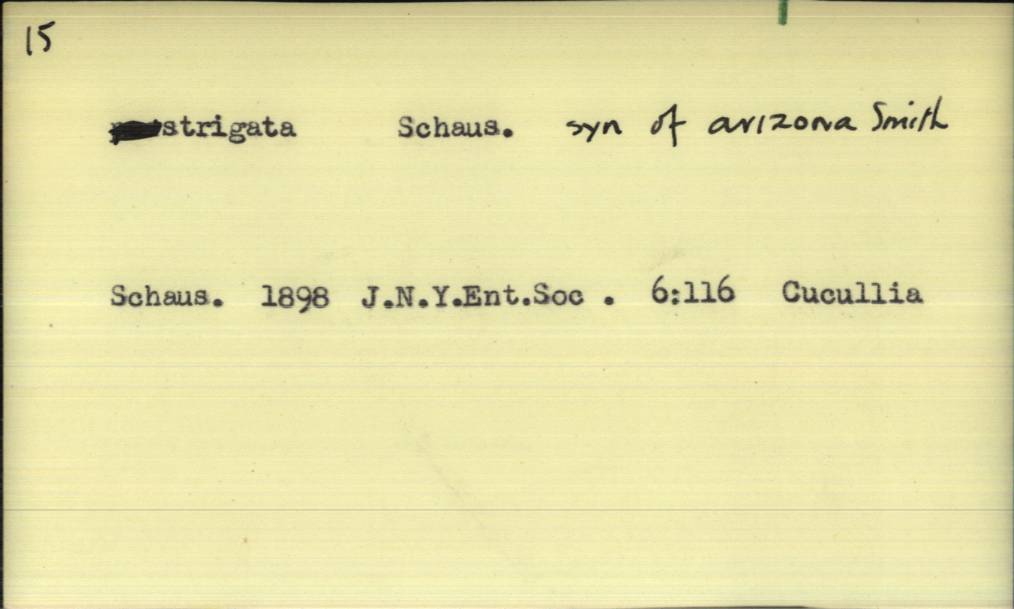 15
strigata Schaus. syn of arizona Smith
Schaus. 1898 J.N.Y.Ent.Soc . 6:116 Cucullia